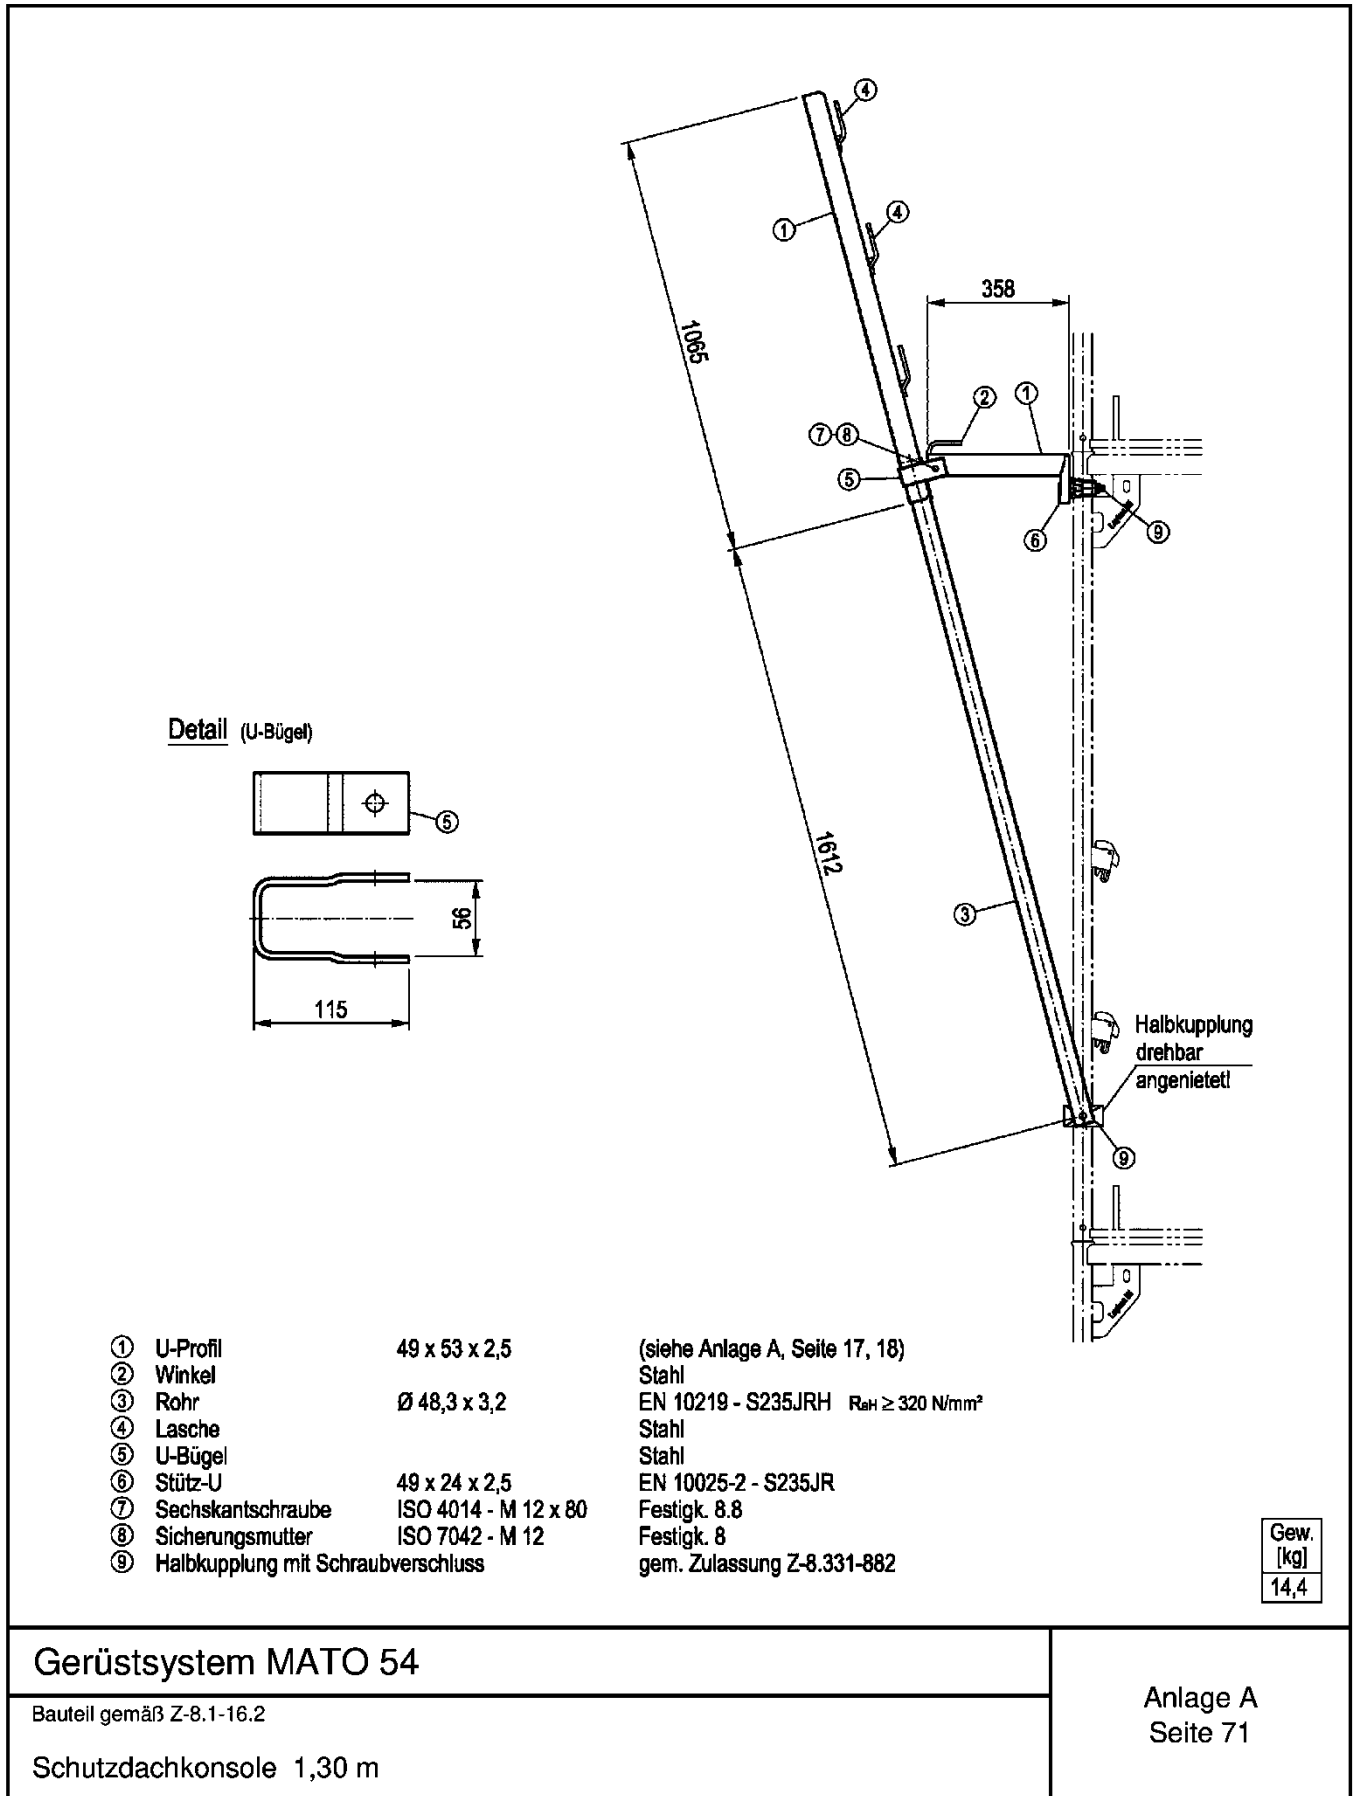 ④
④
①
358
1065
②
①
⑦-⑧
⑤
⑥
⑨
Detail (U-Bügel)
⑤
1612
③
56
115
Halbkupplung
drehbar
angenietet
⑨
① U-Profil 49 x 53 x 2,5 (siehe Anlage A, Seite 17, 18)
② Winkel Stahl
③ Rohr Ø 48,3 x 3,2 EN 10219 - S235JRH ReH ≥ 320 N/mm²
④ Lasche Stahl
⑤ U-Bügel Stahl
⑥ Stütz-U 49 x 24 x 2,5 EN 10025-2 - S235JR
⑦ Sechskantschraube ISO 4014 - M 12 x 80 Festigk. 8.8
⑧ Sicherungsmutter ISO 7042 - M 12 Festigk. 8
⑨ Halbkupplung mit Schraubverschluss gem. Zulassung Z-8.331-882
Gew.
[kg]
14,4
Gerüstsystem MATO 54
Bauteil gemäß Z-8.1-16.2
Schutzdachkonsole 1,30 m
Anlage A
Seite 71